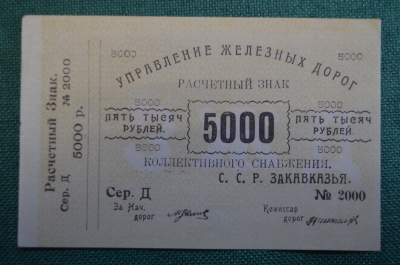 Расчетный Знак.
Сер. Д № 2000
5000 р.
5000 5000
УПРАВЛЕНИЕ ЖЕЛЕЗНЫХ ДОРОГ
РАСЧЕТНЫЙ ЗНАК
5000 5000
ПЯТЬ ТЫСЯЧ РУБЛЕЙ. 5000 ПЯТЬ ТЫСЯЧ РУБЛЕЙ.
5000 5000
КОЛЛЕКТИВНОГО СНАБЖЕНИЯ.
С. С. Р. ЗАКАВКАЗЬЯ.
Сер. Д № 2000
За Нач. дорог
Комиссар дорог